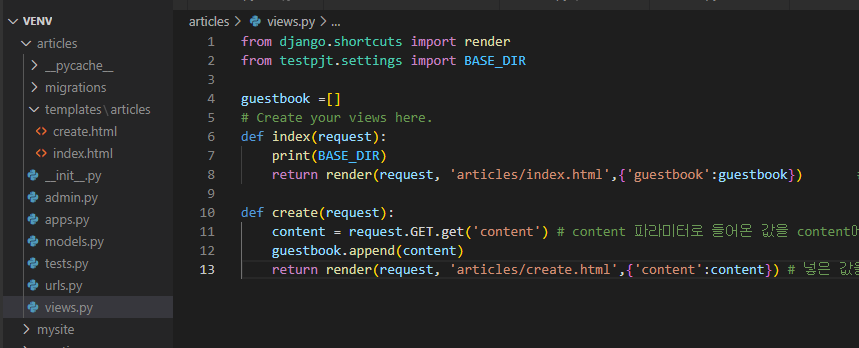 VENV
articles
__pycache__
migrations
templates\articles
create.html
index.html
__init__.py
admin.py
apps.py
models.py
tests.py
urls.py
views.py
mysite
articles > views.py > ...
1 from django.shortcuts import render
2 from testpjt.settings import BASE_DIR
3
4 guestbook =[]
5 # Create your views here.
6 def index(request):
7 print(BASE_DIR)
8 return render(request, 'articles/index.html',{'guestbook':guestbook}) #
9
10 def create(request):
11 content = request.GET.get('content') # content 파라미터로 들어온 값을 content에
12 guestbook.append(content)
13 return render(request, 'articles/create.html',{'content':content}) # 넣은 값을